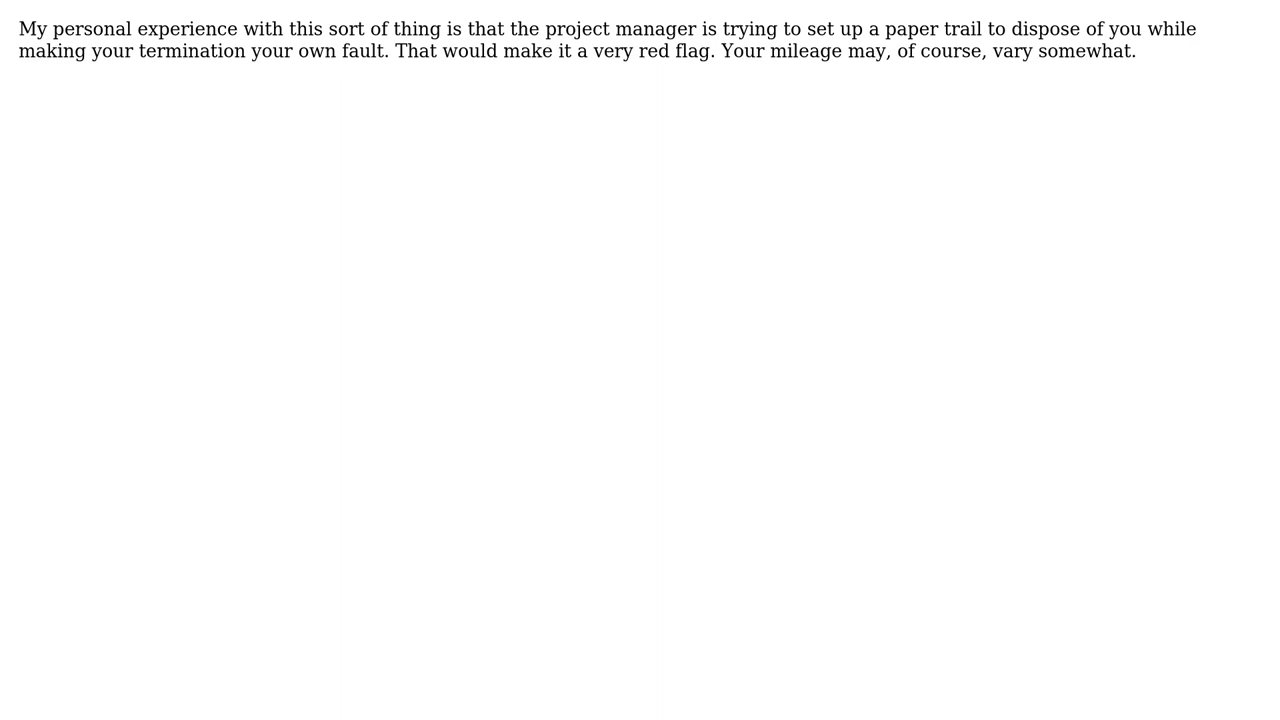 My personal experience with this sort of thing is that the project manager is trying to set up a paper trail to dispose of you while
making your termination your own fault. That would make it a very red flag. Your mileage may, of course, vary somewhat.